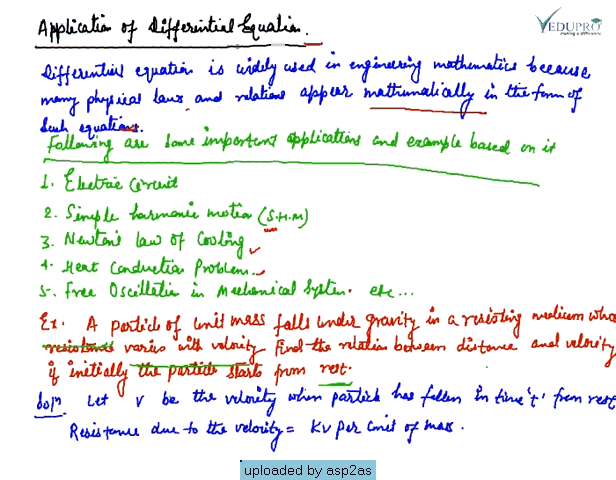 Application of Differential Equation.
VEDUPRO
making a difference
Differential equation is widely used in engineering mathematics because
many physical laws and relations appear mathematically in the form of
such equations.
Following are some important applications and example based on it
1. Electric Circuit
2. Simple harmonic motion (S.H.M)
3. Newton's law of Cooling
4. Heat Conduction Problem
5. Free Oscillation in Mechanical System. etc...
Ex. A particle of unit mass falls under gravity in a resisting medium whose
resistance varies with velocity. Find the relation between distance and velocity
if initially the particle starts from rest.
Sol^n. Let v be the velocity when particle has fallen in time 't' from rest
Resistance due to the velocity = Kv per unit of mass.
uploaded by asp2as